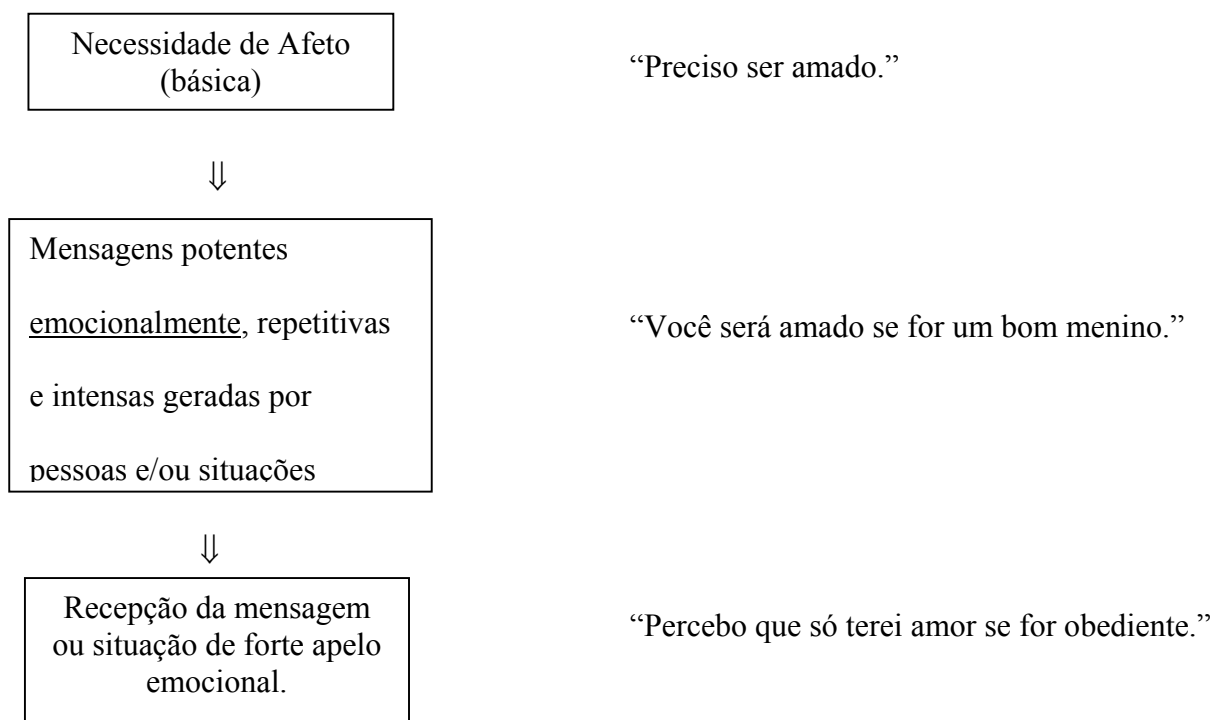 Necessidade de Afeto
(básica)
“Preciso ser amado.”
⇓
Mensagens potentes
emocionalmente, repetitivas
e intensas geradas por
pessoas e/ou situações
“Você será amado se for um bom menino.”
⇓
Recepção da mensagem
ou situação de forte apelo
emocional.
“Percebo que só terei amor se for obediente.”